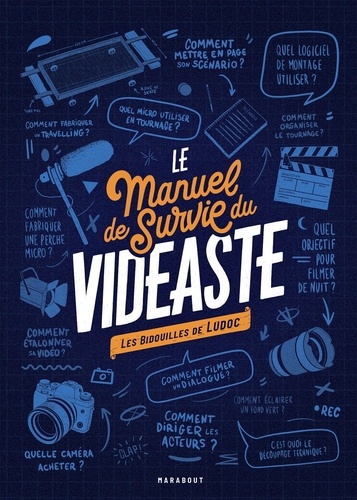 COMMENT
METTRE EN PAGE
SON SCÉNARIO ?
QUEL LOGICIEL
DE MONTAGE
UTILISER ?
COMMENT FABRIQUER
UN TRAVELLING ?
QUEL MICRO UTILISER
EN TOURNAGE ?
COMMENT
ORGANISER
LE TOURNAGE ?
LE
Manuel
de Survie du
VIDEASTE
LES BIDOUILLES DE LUDOC
COMMENT
FABRIQUER
UNE PERCHE
MICRO ?
QUEL
OBJECTIF
POUR
FILMER
DE NUIT ?
COMMENT
ÉTALONNER
SA VIDÉO ?
COMMENT FILMER
UN DIALOGUE ?
COMMENT ÉCLAIRER
UN FOND VERT ?
REC
COMMENT
DIRIGER LES
ACTEURS ?
CLAP !
QUELLE CAMÉRA
ACHETER ?
C'EST QUOI LE
DÉCOUPAGE TECHNIQUE ?
MARABOUT